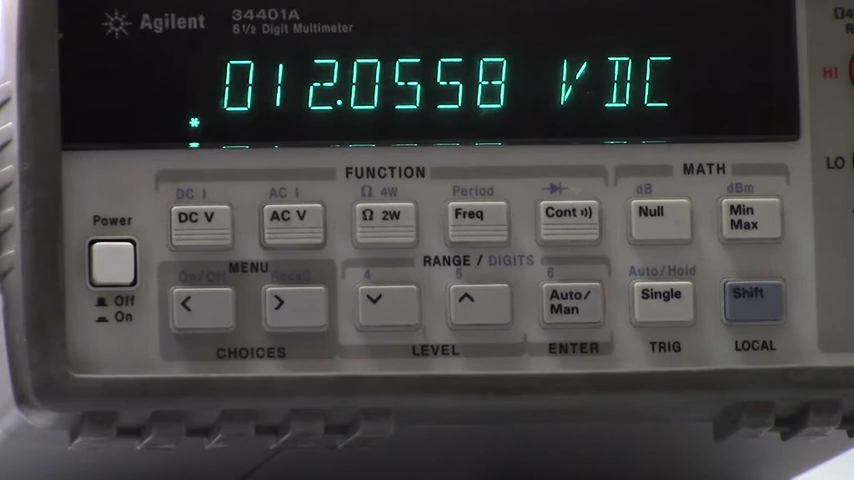 Agilent 34401A
6½ Digit Multimeter
Ω4
HI
012.0558 VDC
*
LO
FUNCTION MATH
DC I AC I Ω 4W Period dB dBm
Power DC V AC V Ω 2W Freq Cont Null Min Max
MENU RANGE / DIGITS
On/Off Recall 4 5 6 Auto/Hold
Off < > Auto/Man Single Shift
On
CHOICES LEVEL ENTER TRIG LOCAL